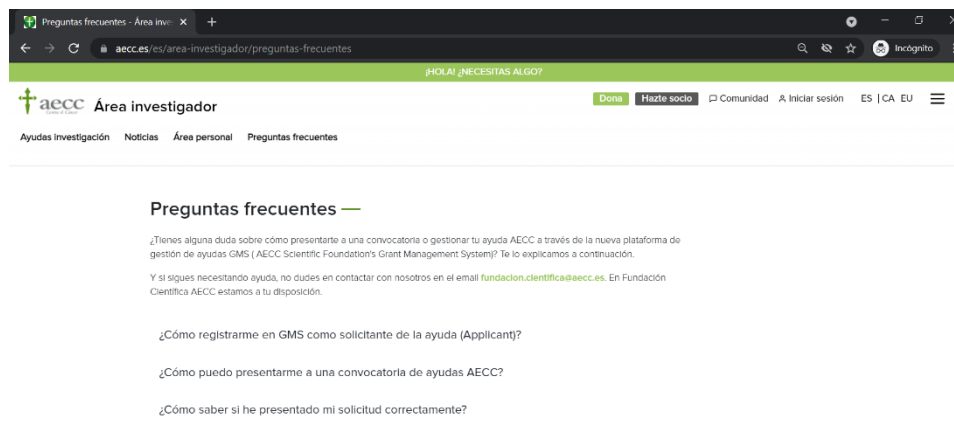 Preguntas frecuentes - Área inve
aecc.es/es/area-investigador/preguntas-frecuentes
Incógnito
¡HOLA! ¿NECESITAS ALGO?
aecc Área investigador
Dona Hazte socio Comunidad Iniciar sesión ES | CA EU
Ayudas investigación Noticias Área personal Preguntas frecuentes
Preguntas frecuentes —
¿Tienes alguna duda sobre cómo presentarte a una convocatoria o gestionar tu ayuda AECC a través de la nueva plataforma de
gestión de ayudas GMS ( AECC Scientific Foundation's Grant Management System)? Te lo explicamos a continuación.
Y si sigues necesitando ayuda, no dudes en contactar con nosotros en el email fundacion.cientifica@aecc.es. En Fundación
Científica AECC estamos a tu disposición.
¿Cómo registrarme en GMS como solicitante de la ayuda (Applicant)?
¿Cómo puedo presentarme a una convocatoria de ayudas AECC?
¿Cómo saber si he presentado mi solicitud correctamente?